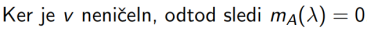 Ker je v neničeln, odtod sledi m_A(λ) = 0